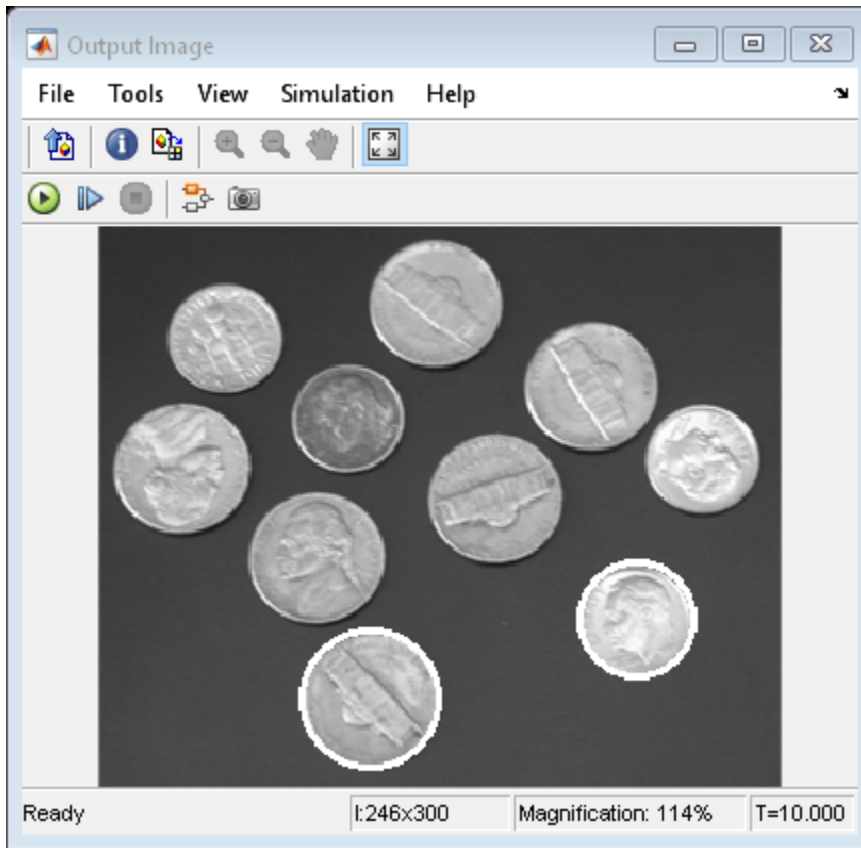 Output Image
File Tools View Simulation Help
Ready I:246x300 Magnification: 114% T=10.000